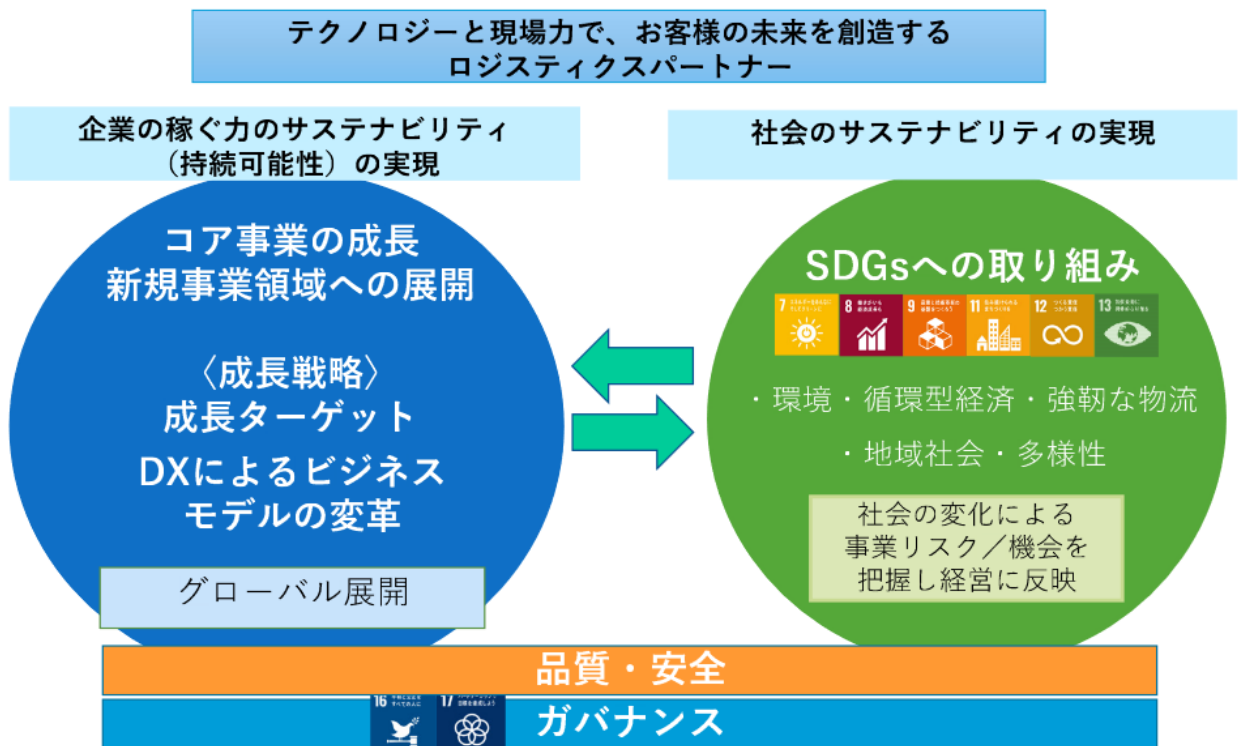 テクノロジーと現場力で、お客様の未来を創造する
ロジスティクスパートナー
企業の稼ぐ力のサステナビリティ
（持続可能性）の実現
コア事業の成長
新規事業領域への展開
〈成長戦略〉
成長ターゲット
DXによるビジネス
モデルの変革
グローバル展開
社会のサステナビリティの実現
SDGsへの取り組み
7
8
9
11
12
13
・環境・循環型経済・強靭な物流
・地域社会・多様性
社会の変化による
事業リスク／機会を
把握し経営に反映
品質・安全
16
17
ガバナンス